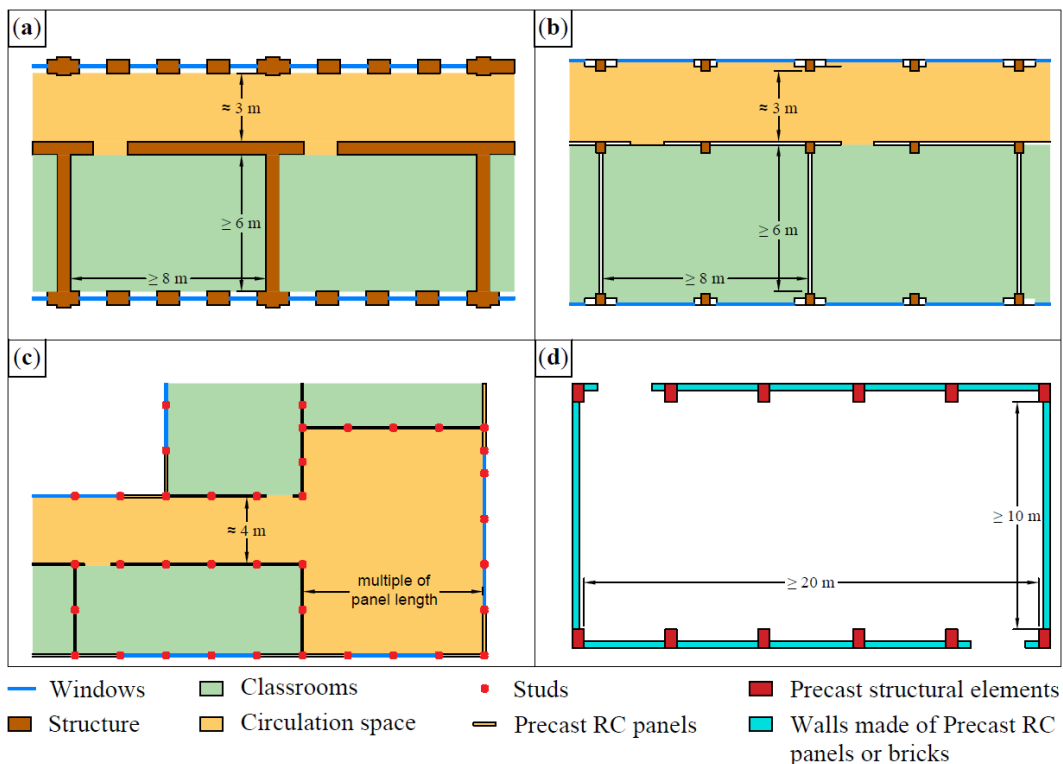 (a)
≈ 3 m
≥ 6 m
≥ 8 m
(b)
≈ 3 m
≥ 6 m
≥ 8 m
(c)
≈ 4 m
multiple of
panel length
(d)
≥ 10 m
≥ 20 m
Windows
Classrooms
Studs
Precast structural elements
Structure
Circulation space
Precast RC panels
Walls made of Precast RC
panels or bricks